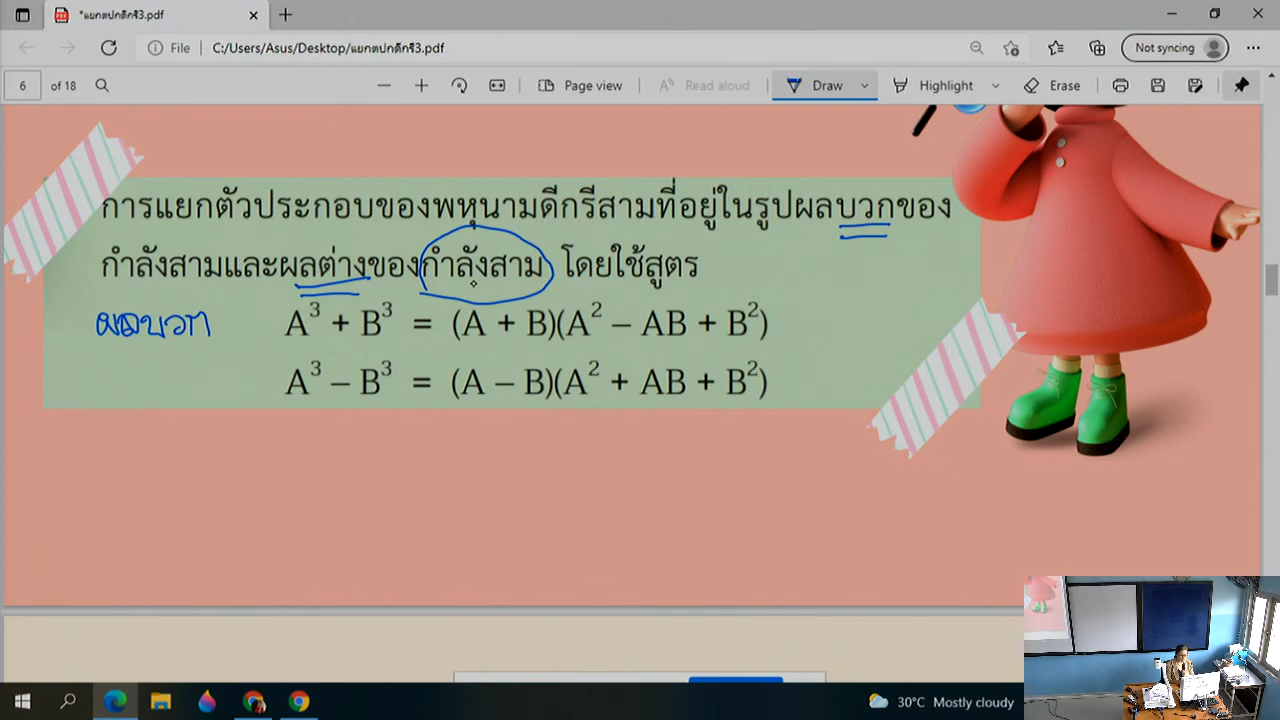 *แยกตปกดีกรี3.pdf
File C:/Users/Asus/Desktop/แยกตปกดีกรี3.pdf Not syncing
6 of 18 Page view Read aloud Draw Highlight Erase
การแยกตัวประกอบของพหุนามดีกรีสามที่อยู่ในรูปผลบวกของ
กำลังสามและผลต่างของกำลังสาม โดยใช้สูตร
ผลบวก A³ + B³ = (A + B)(A² – AB + B²)
A³ – B³ = (A – B)(A² + AB + B²)
30°C Mostly cloudy